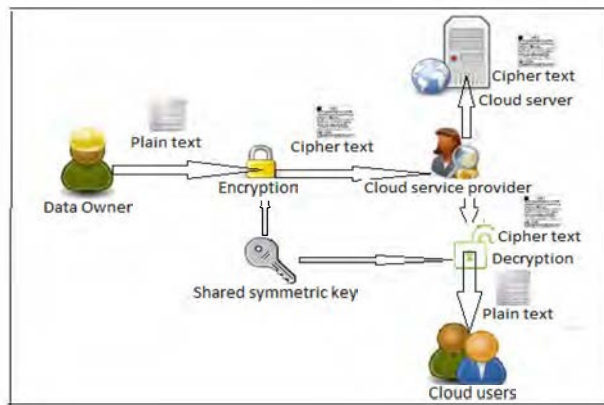 Cipher text
Cloud server
Plain text
Cipher text
Encryption
Cloud service provider
Data Owner
Cipher text
Decryption
Shared symmetric key
Plain text
Cloud users